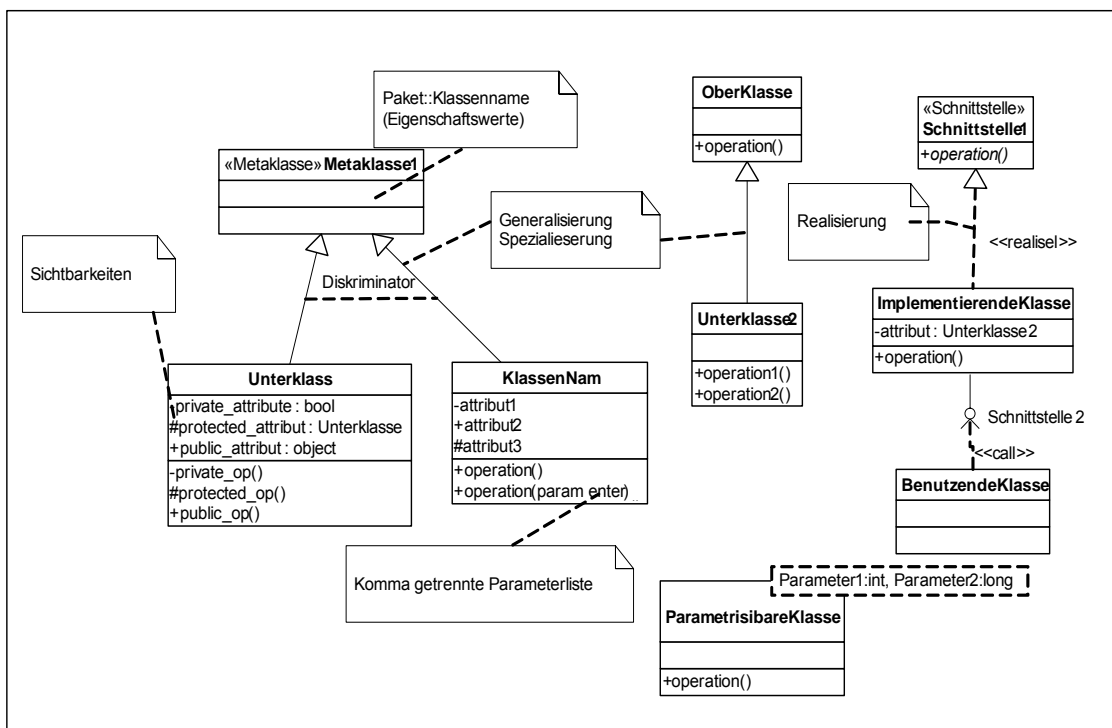 Paket::Klassenname
(Eigenschaftswerte)
OberKlasse
+operation()
«Schnittstelle»
Schnittstelle1
+operation()
«Metaklasse» Metaklasse1
Generalisierung
Spezialieserung
Realisierung
<<realisel>>
Sichtbarkeiten
Diskriminator
ImplementierendeKlasse
-attribut : Unterklasse2
+operation()
Unterklasse2
+operation1()
+operation2()
Unterklass
-private_attribute : bool
#protected_attribut : Unterklasse
+public_attribut : object
-private_op()
#protected_op()
+public_op()
KlassenNam
-attribut1
+attribut2
#attribut3
+operation()
+operation(param enter)
Schnittstelle 2
<<call>>
BenutzendeKlasse
Komma getrennte Parameterliste
Parameter1:int, Parameter2:long
ParametrisibareKlasse
+operation()